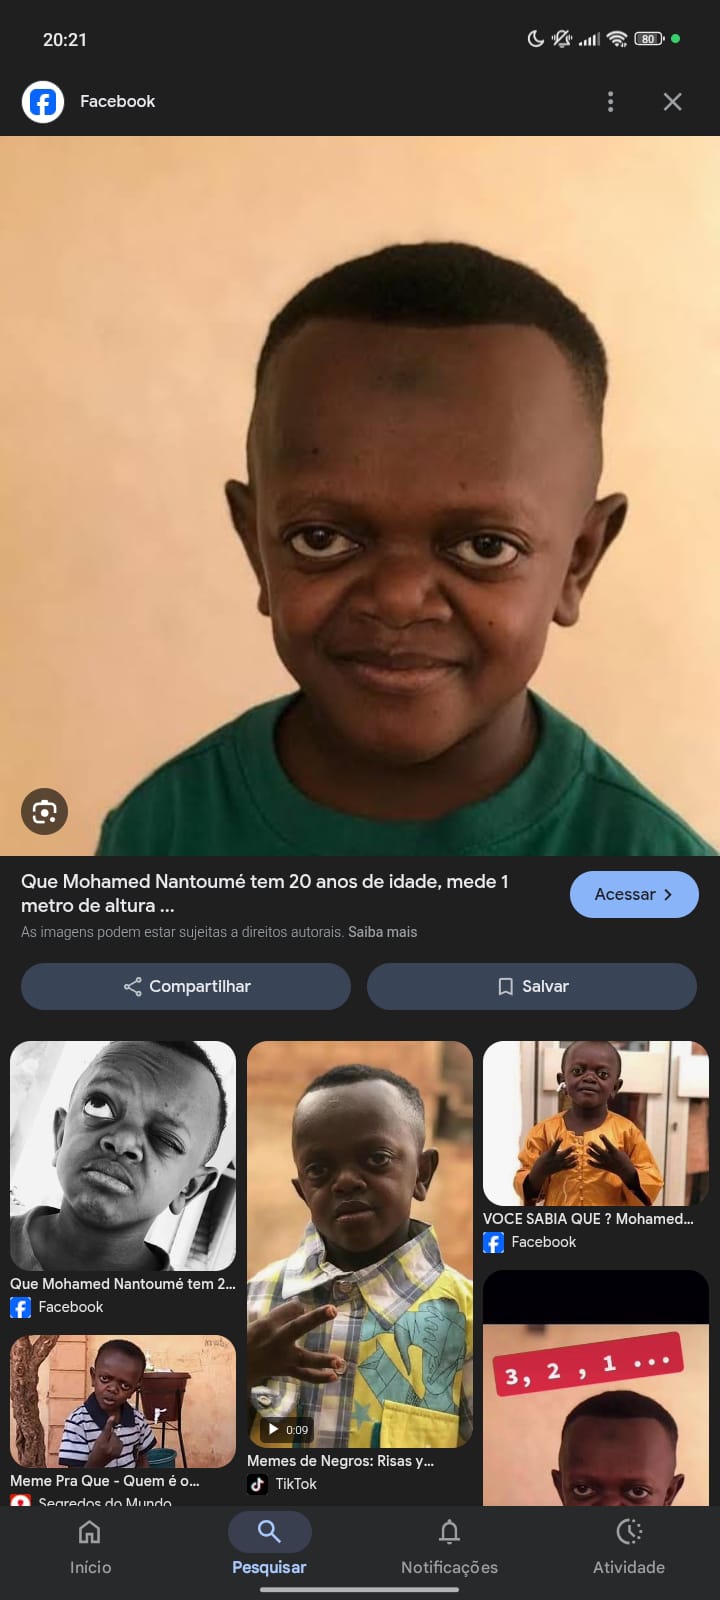 20:21
80
Facebook
Que Mohamed Nantoumé tem 20 anos de idade, mede 1
metro de altura ...
Acessar
As imagens podem estar sujeitas a direitos autorais. Saiba mais
Compartilhar
Salvar
Que Mohamed Nantoumé tem 2...
Facebook
Meme Pra Que - Quem é o...
Segredos do Mundo
0:09
Memes de Negros: Risas y...
TikTok
VOCE SABIA QUE ? Mohamed...
Facebook
3, 2, 1 ...
Início
Pesquisar
Notificações
Atividade